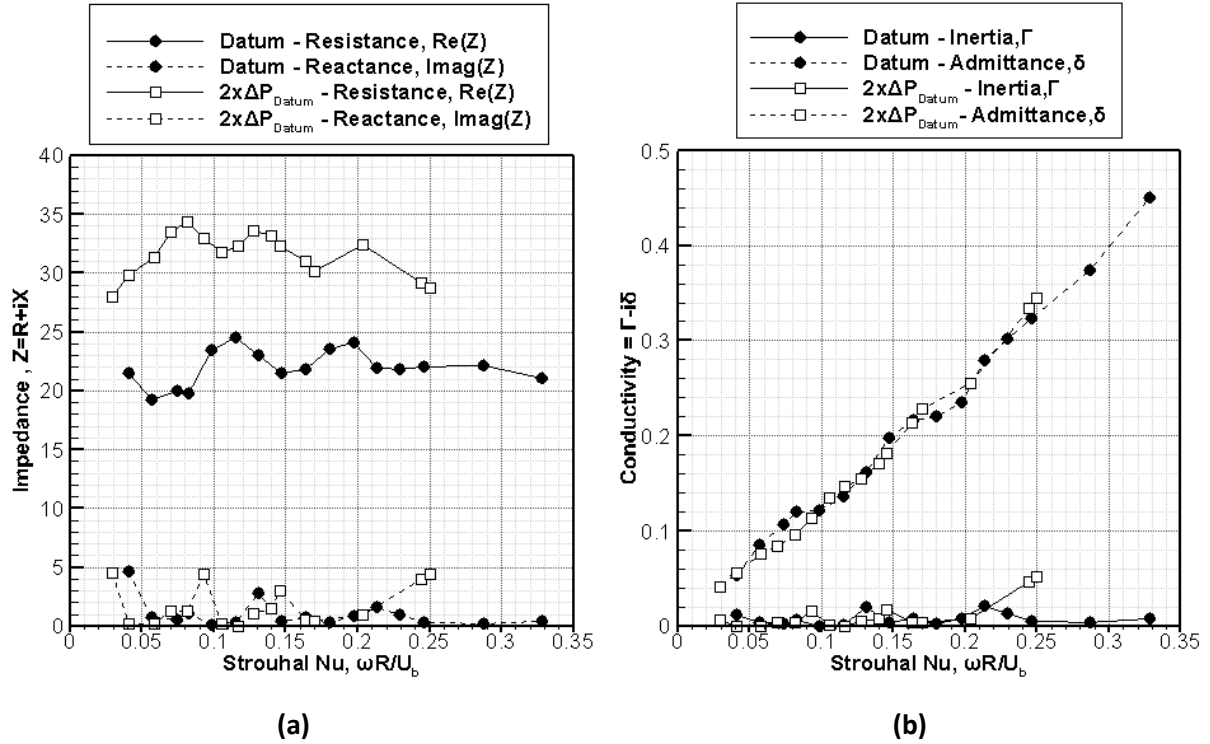 Datum - Resistance, Re(Z)
Datum - Reactance, Imag(Z)
2xΔP_Datum - Resistance, Re(Z)
2xΔP_Datum - Reactance, Imag(Z)
40
35
30
25
20
15
10
5
0
0 0.05 0.1 0.15 0.2 0.25 0.3 0.35
Impedance , Z=R+iX
Strouhal Nu, ωR/U_b
(a)
Datum - Inertia,Γ
Datum - Admittance,δ
2xΔP_Datum - Inertia,Γ
2xΔP_Datum - Admittance,δ
0.5
0.4
0.3
0.2
0.1
0
0 0.05 0.1 0.15 0.2 0.25 0.3 0.35
Conductivity = Γ-iδ
Strouhal Nu, ωR/U_b
(b)